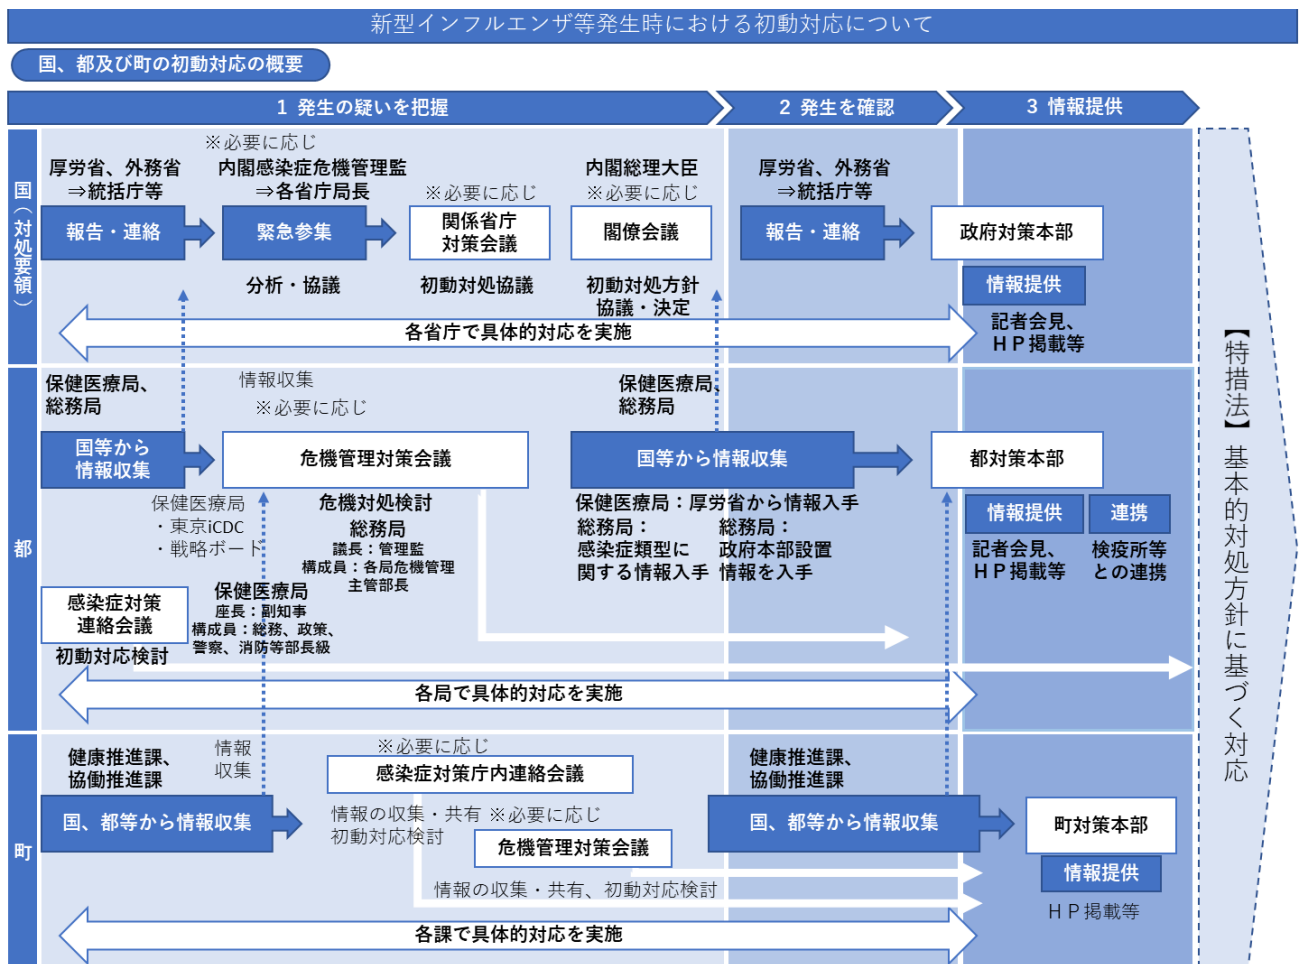 新型インフルエンザ等発生時における初動対応について
国、都及び町の初動対応の概要
1 発生の疑いを把握
2 発生を確認
3 情報提供
国（対処要領）
※必要に応じ
厚労省、外務省
⇒統括庁等
報告・連絡
内閣感染症危機管理監
⇒各省庁局長
緊急参集
分析・協議
※必要に応じ
関係省庁
対策会議
初動対処協議
内閣総理大臣
※必要に応じ
閣僚会議
初動対処方針
協議・決定
厚労省、外務省
⇒統括庁等
報告・連絡
政府対策本部
情報提供
記者会見、
ＨＰ掲載等
各省庁で具体的対応を実施
都
保健医療局、
総務局
国等から
情報収集
情報収集
※必要に応じ
危機管理対策会議
保健医療局
・東京iCDC
・戦略ボード
危機対処検討
総務局
議長：管理監
構成員：各局危機管理
主管部長
感染症対策
連絡会議
初動対応検討
保健医療局
座長：副知事
構成員：総務、政策、
警察、消防等部長級
保健医療局、
総務局
国等から情報収集
保健医療局：厚労省から情報入手
総務局：
感染症類型に
関する情報入手
総務局：
政府本部設置
情報を入手
都対策本部
情報提供
連携
記者会見、
ＨＰ掲載等
検疫所等
との連携
各局で具体的対応を実施
町
健康推進課、
協働推進課
情報
収集
国、都等から情報収集
※必要に応じ
感染症対策庁内連絡会議
情報の収集・共有
初動対応検討
※必要に応じ
危機管理対策会議
情報の収集・共有、初動対応検討
健康推進課、
協働推進課
国、都等から情報収集
町対策本部
情報提供
ＨＰ掲載等
各課で具体的対応を実施
【特措法】基本的対処方針に基づく対応